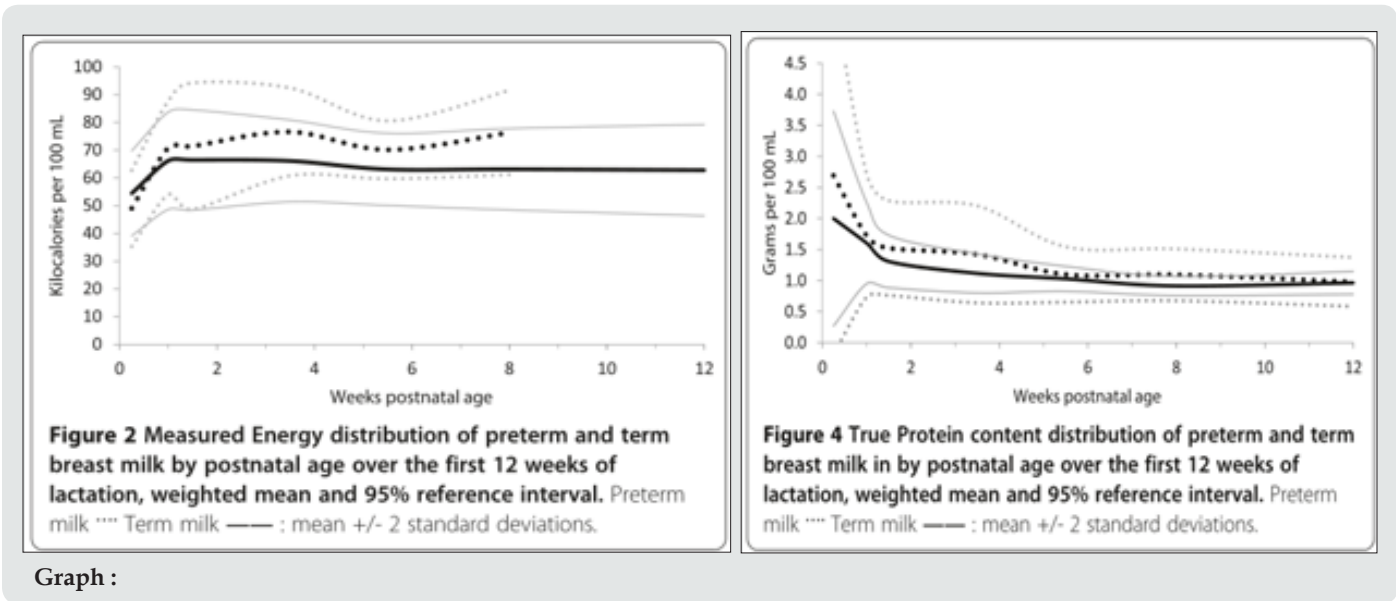 100
90
80
70
60
50
40
30
20
10
0
Kilocalories per 100 mL
0 2 4 6 8 10 12
Weeks postnatal age
Figure 2 Measured Energy distribution of preterm and term
breast milk by postnatal age over the first 12 weeks of
lactation, weighted mean and 95% reference interval. Preterm
milk ···· Term milk —— : mean +/- 2 standard deviations.
4.5
4.0
3.5
3.0
2.5
2.0
1.5
1.0
0.5
0.0
Grams per 100 mL
0 2 4 6 8 10 12
Weeks postnatal age
Figure 4 True Protein content distribution of preterm and term
breast milk in by postnatal age over the first 12 weeks of
lactation, weighted mean and 95% reference interval. Preterm
milk ···· Term milk —— : mean +/- 2 standard deviations.
Graph :